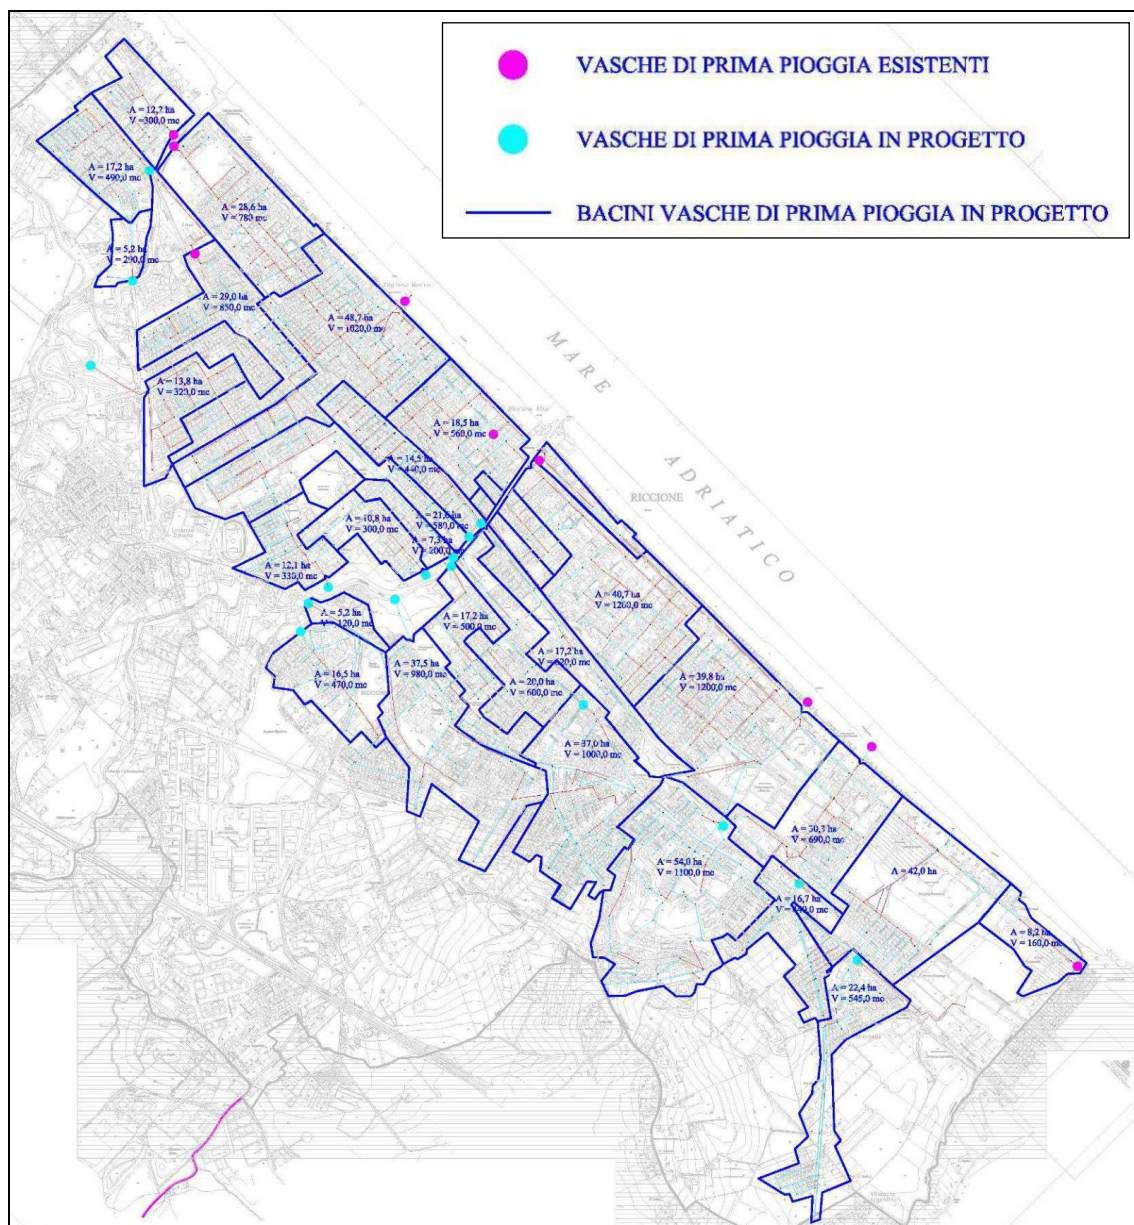 VASCHE DI PRIMA PIOGGIA ESISTENTI
VASCHE DI PRIMA PIOGGIA IN PROGETTO
BACINI VASCHE DI PRIMA PIOGGIA IN PROGETTO
A = 12,2 ha
V = 300,0 mc
A = 17,2 ha
V = 490,0 mc
A = 28,6 ha
V = 780 mc
A = 5,2 ha
V = 290,0 mc
A = 29,0 ha
V = 850,0 mc
A = 48,7 ha
V = 1020,0 mc
MARE ADRIATICO
A = 13,8 ha
V = 320,0 mc
A = 18,5 ha
V = 560,0 mc
A = 14,5 ha
V = 440,0 mc
RICCIONE
A = 10,8 ha
V = 300,0 mc
A = 21,6 ha
V = 580,0 mc
A = 7,3 ha
V = 200,0 mc
A = 12,1 ha
V = 330,0 mc
A = 40,7 ha
V = 1260,0 mc
A = 5,2 ha
V = 120,0 mc
A = 17,2 ha
V = 500,0 mc
A = 17,2 ha
V = 620,0 mc
A = 16,5 ha
V = 470,0 mc
A = 37,5 ha
V = 980,0 mc
A = 20,0 ha
V = 600,0 mc
A = 39,8 ha
V = 1200,0 mc
A = 37,0 ha
V = 1000,0 mc
A = 30,3 ha
V = 690,0 mc
A = 54,0 ha
V = 1100,0 mc
A = 42,0 ha
A = 16,7 ha
A = 8,2 ha
V = 160,0 mc
A = 22,4 ha
V = 545,0 mc